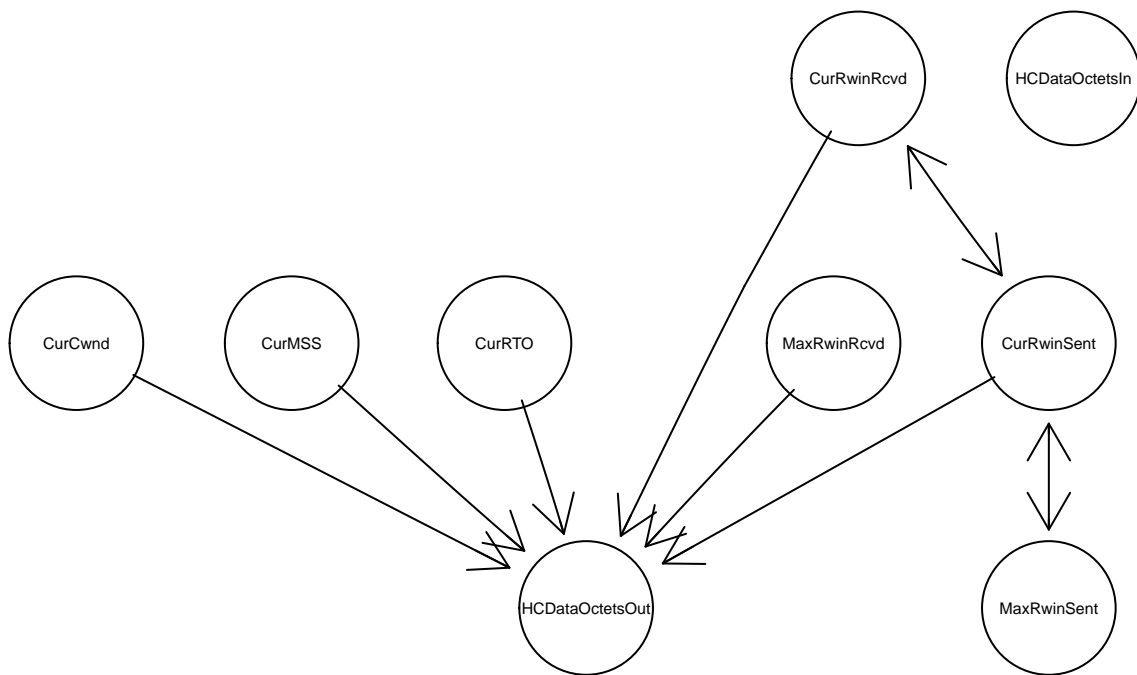 CurRwinRcvd
HCDataOctetsIn
CurCwnd
CurMSS
CurRTO
MaxRwinRcvd
CurRwinSent
HCDataOctetsOut
MaxRwinSent